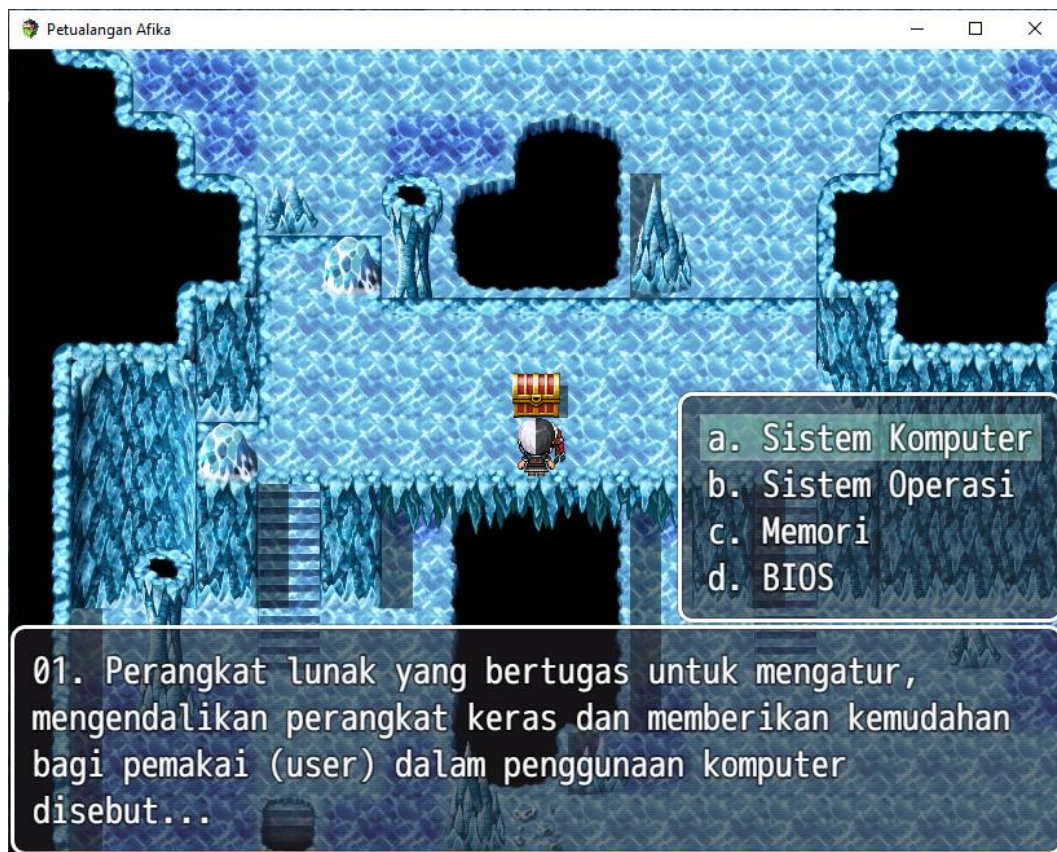 Petualangan Afika
a. Sistem Komputer
b. Sistem Operasi
c. Memori
d. BIOS
01. Perangkat lunak yang bertugas untuk mengatur,
mengendalikan perangkat keras dan memberikan kemudahan
bagi pemakai (user) dalam penggunaan komputer
disebut...